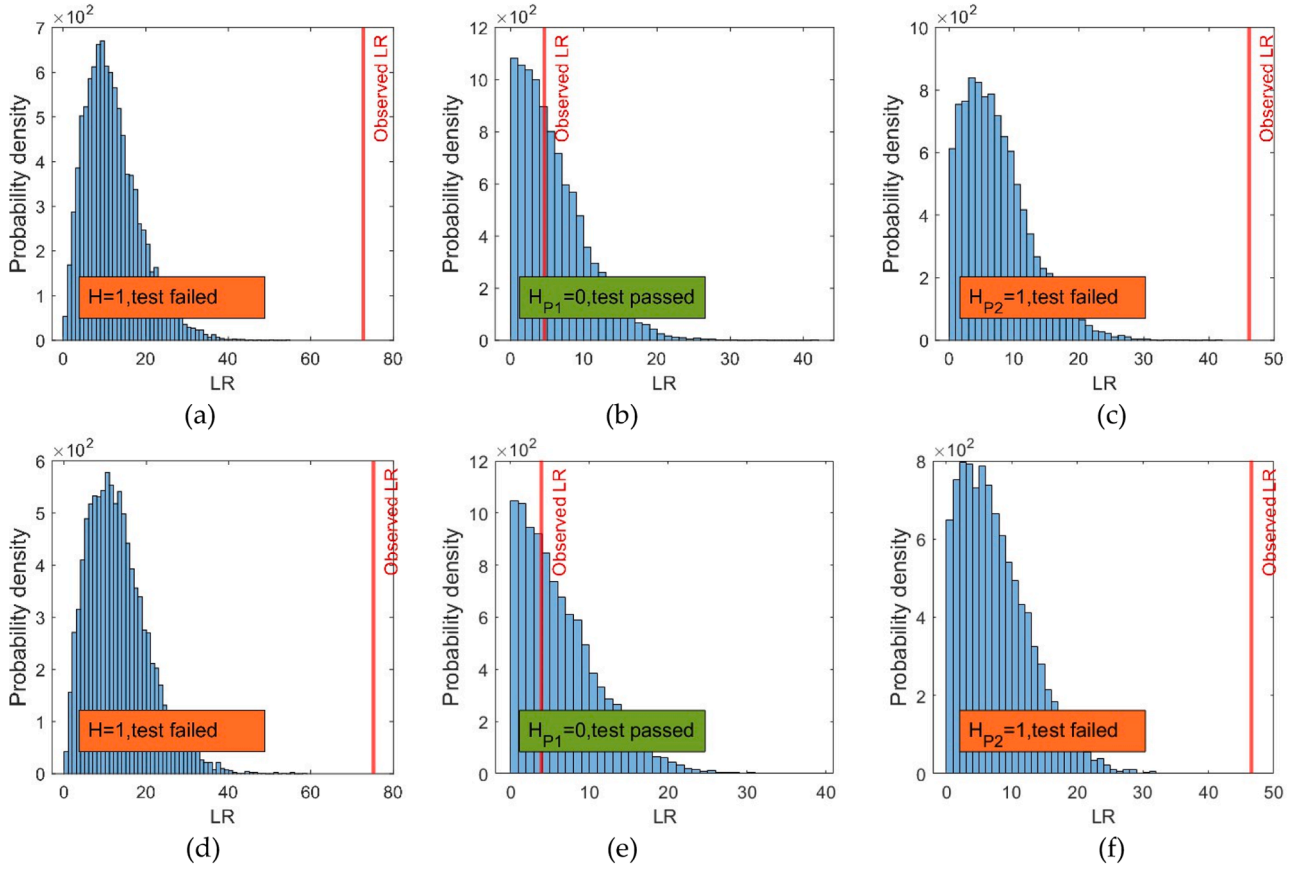 ×10²
7
6
5
4
3
2
1
0
Probability density
0 20 40 60 80
LR
Observed LR
H=1,test failed
(a)
×10²
12
10
8
6
4
2
0
Probability density
0 10 20 30 40
LR
Observed LR
H_P1=0,test passed
(b)
×10²
10
8
6
4
2
0
Probability density
0 10 20 30 40 50
LR
Observed LR
H_P2=1,test failed
(c)
×10²
6
5
4
3
2
1
0
Probability density
0 20 40 60 80
LR
Observed LR
H=1,test failed
(d)
×10²
12
10
8
6
4
2
0
Probability density
0 10 20 30 40
LR
Observed LR
H_P1=0,test passed
(e)
×10²
8
6
4
2
0
Probability density
0 10 20 30 40 50
LR
Observed LR
H_P2=1,test failed
(f)